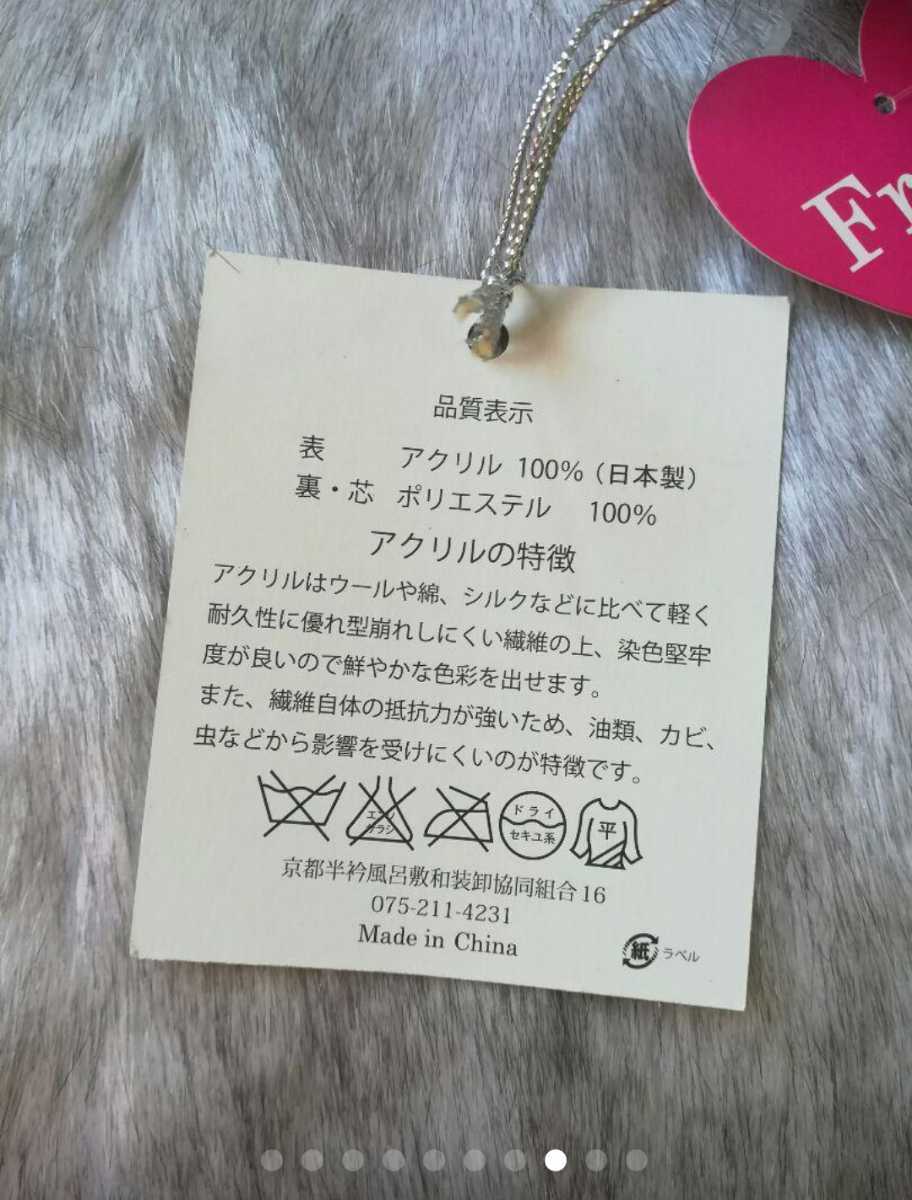 Fr
品質表示
表 アクリル 100%（日本製）
裏・芯 ポリエステル 100%
アクリルの特徴
アクリルはウールや綿、シルクなどに比べて軽く
耐久性に優れ型崩れしにくい繊維の上、染色堅牢
度が良いので鮮やかな色彩を出せます。
また、繊維自体の抵抗力が強いため、油類、カビ、
虫などから影響を受けにくいのが特徴です。
エンソ
サラシ
ドライ
セキユ系
平
京都半衿風呂敷和装卸協同組合16
075-211-4231
Made in China
紙 ラベル